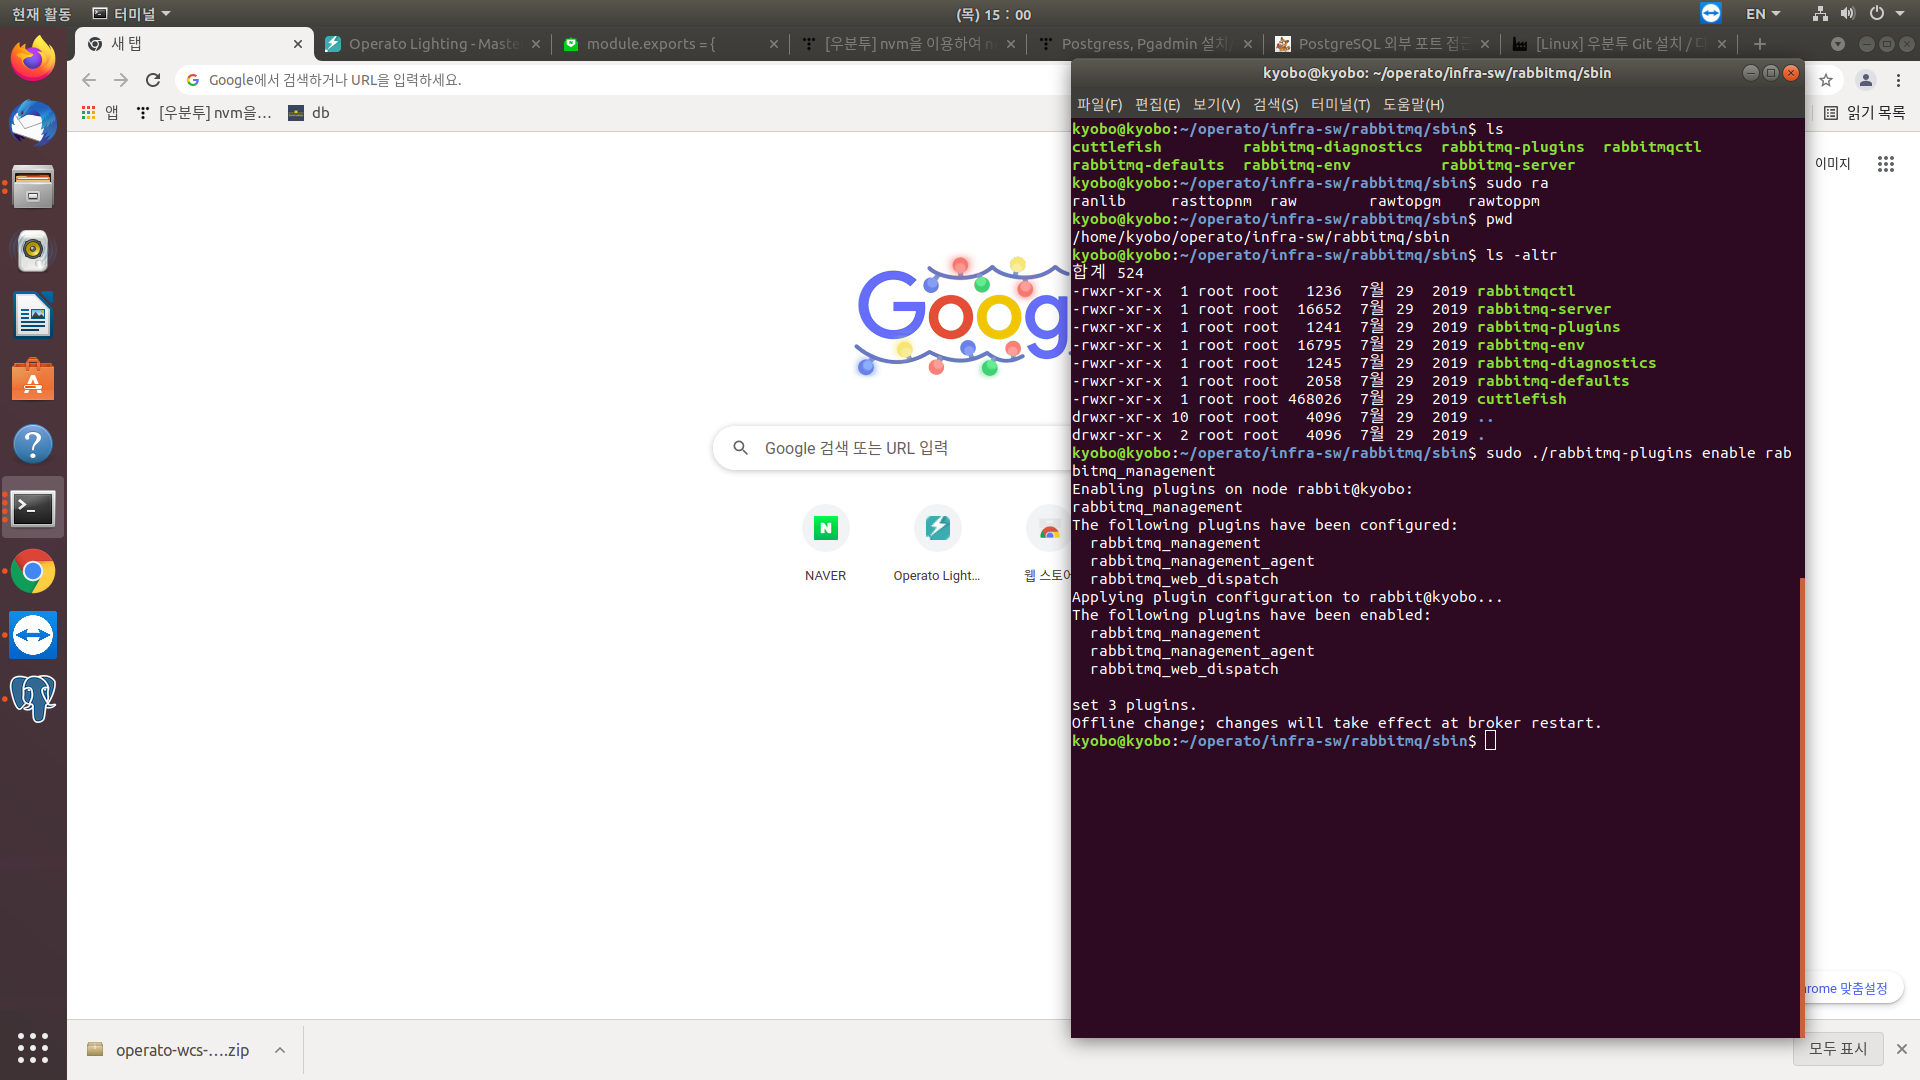 현재 활동
터미널
(목) 15 : 00
EN
새 탭
Operato Lighting - Maste
module.exports = {
[우분투] nvm을 이용하여 n
Postgress, Pgadmin 설치
PostgreSQL 외부 포트 접근
[Linux] 우분투 Git 설치 / 디
Google에서 검색하거나 URL을 입력하세요.
앱
[우분투] nvm을...
db
읽기 목록
이미지
Goog
Google 검색 또는 URL 입력
NAVER
Operato Light...
웹 스토어
rome 맞춤설정
operato-wcs-....zip
모두 표시
kyobo@kyobo: ~/operato/infra-sw/rabbitmq/sbin
파일(F) 편집(E) 보기(V) 검색(S) 터미널(T) 도움말(H)
kyobo@kyobo:~/operato/infra-sw/rabbitmq/sbin$ ls
cuttlefish         rabbitmq-diagnostics  rabbitmq-plugins  rabbitmqctl
rabbitmq-defaults  rabbitmq-env          rabbitmq-server
kyobo@kyobo:~/operato/infra-sw/rabbitmq/sbin$ sudo ra
ranlib     rasttopnm  raw        rawtopgm   rawtoppm
kyobo@kyobo:~/operato/infra-sw/rabbitmq/sbin$ pwd
/home/kyobo/operato/infra-sw/rabbitmq/sbin
kyobo@kyobo:~/operato/infra-sw/rabbitmq/sbin$ ls -altr
합계 524
-rwxr-xr-x  1 root root   1236  7월 29  2019 rabbitmqctl
-rwxr-xr-x  1 root root  16652  7월 29  2019 rabbitmq-server
-rwxr-xr-x  1 root root   1241  7월 29  2019 rabbitmq-plugins
-rwxr-xr-x  1 root root  16795  7월 29  2019 rabbitmq-env
-rwxr-xr-x  1 root root   1245  7월 29  2019 rabbitmq-diagnostics
-rwxr-xr-x  1 root root   2058  7월 29  2019 rabbitmq-defaults
-rwxr-xr-x  1 root root 468026  7월 29  2019 cuttlefish
drwxr-xr-x 10 root root   4096  7월 29  2019 ..
drwxr-xr-x  2 root root   4096  7월 29  2019 .
kyobo@kyobo:~/operato/infra-sw/rabbitmq/sbin$ sudo ./rabbitmq-plugins enable rab
bitmq_management
Enabling plugins on node rabbit@kyobo:
rabbitmq_management
The following plugins have been configured:
  rabbitmq_management
  rabbitmq_management_agent
  rabbitmq_web_dispatch
Applying plugin configuration to rabbit@kyobo...
The following plugins have been enabled:
  rabbitmq_management
  rabbitmq_management_agent
  rabbitmq_web_dispatch
set 3 plugins.
Offline change; changes will take effect at broker restart.
kyobo@kyobo:~/operato/infra-sw/rabbitmq/sbin$